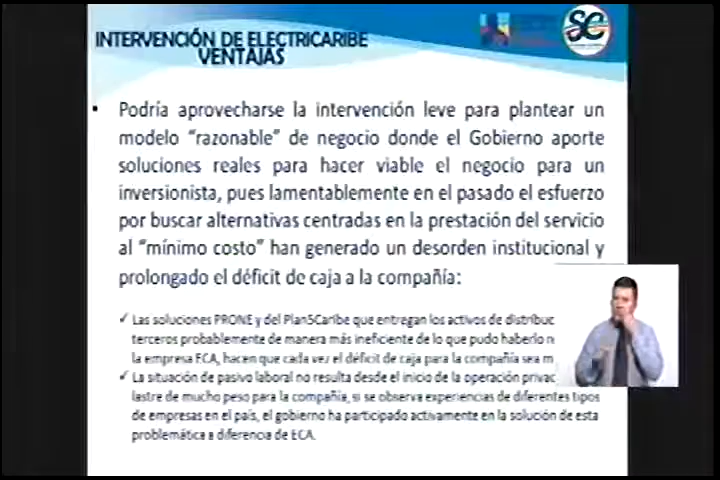 INTERVENCIÓN DE ELECTRICARIBE
VENTAJAS
• Podría aprovecharse la intervención leve para plantear un
modelo “razonable” de negocio donde el Gobierno aporte
soluciones reales para hacer viable el negocio para un
inversionista, pues lamentablemente en el pasado el esfuerzo
por buscar alternativas centradas en la prestación del servicio
al “mínimo costo” han generado un desorden institucional y
prolongado el déficit de caja a la compañía:
✓ Las soluciones PRONE y del Plan5Caribe que entregan los activos de
terceros probablemente de manera más ineficiente de lo que pudo haberlo
la empresa ECA, hacen que cada vez el déficit de caja para la compañía sea
✓ La situación de pasivo laboral no resulta desde el inicio de la operación
lastre de mucho peso para la compañía, si se observa experiencias de diferentes tipos
de empresas en el país, el gobierno ha participado activamente en la solución de esta
problemática a diferencia de ECA.
SC